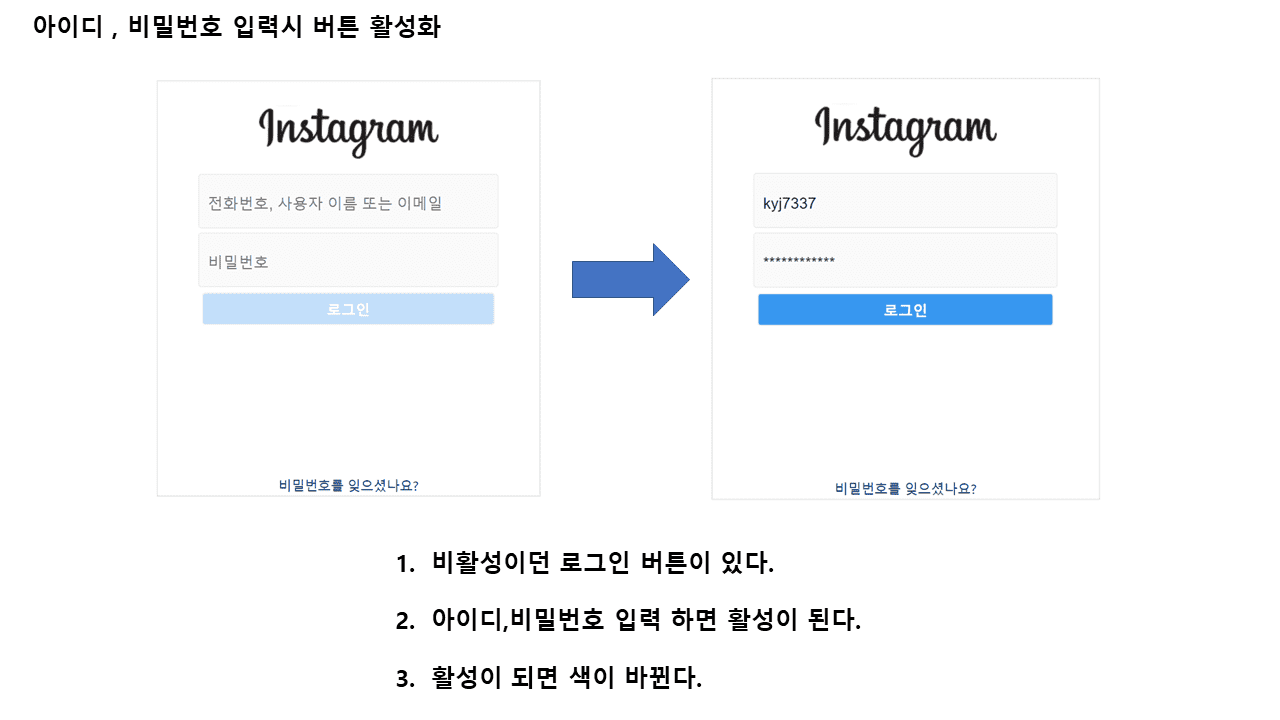 아이디 , 비밀번호 입력시 버튼 활성화
Instagram
전화번호, 사용자 이름 또는 이메일
비밀번호
로그인
비밀번호를 잊으셨나요?
Instagram
kyj7337
************
로그인
비밀번호를 잊으셨나요?
1. 비활성이던 로그인 버튼이 있다.
2. 아이디,비밀번호 입력 하면 활성이 된다.
3. 활성이 되면 색이 바뀐다.